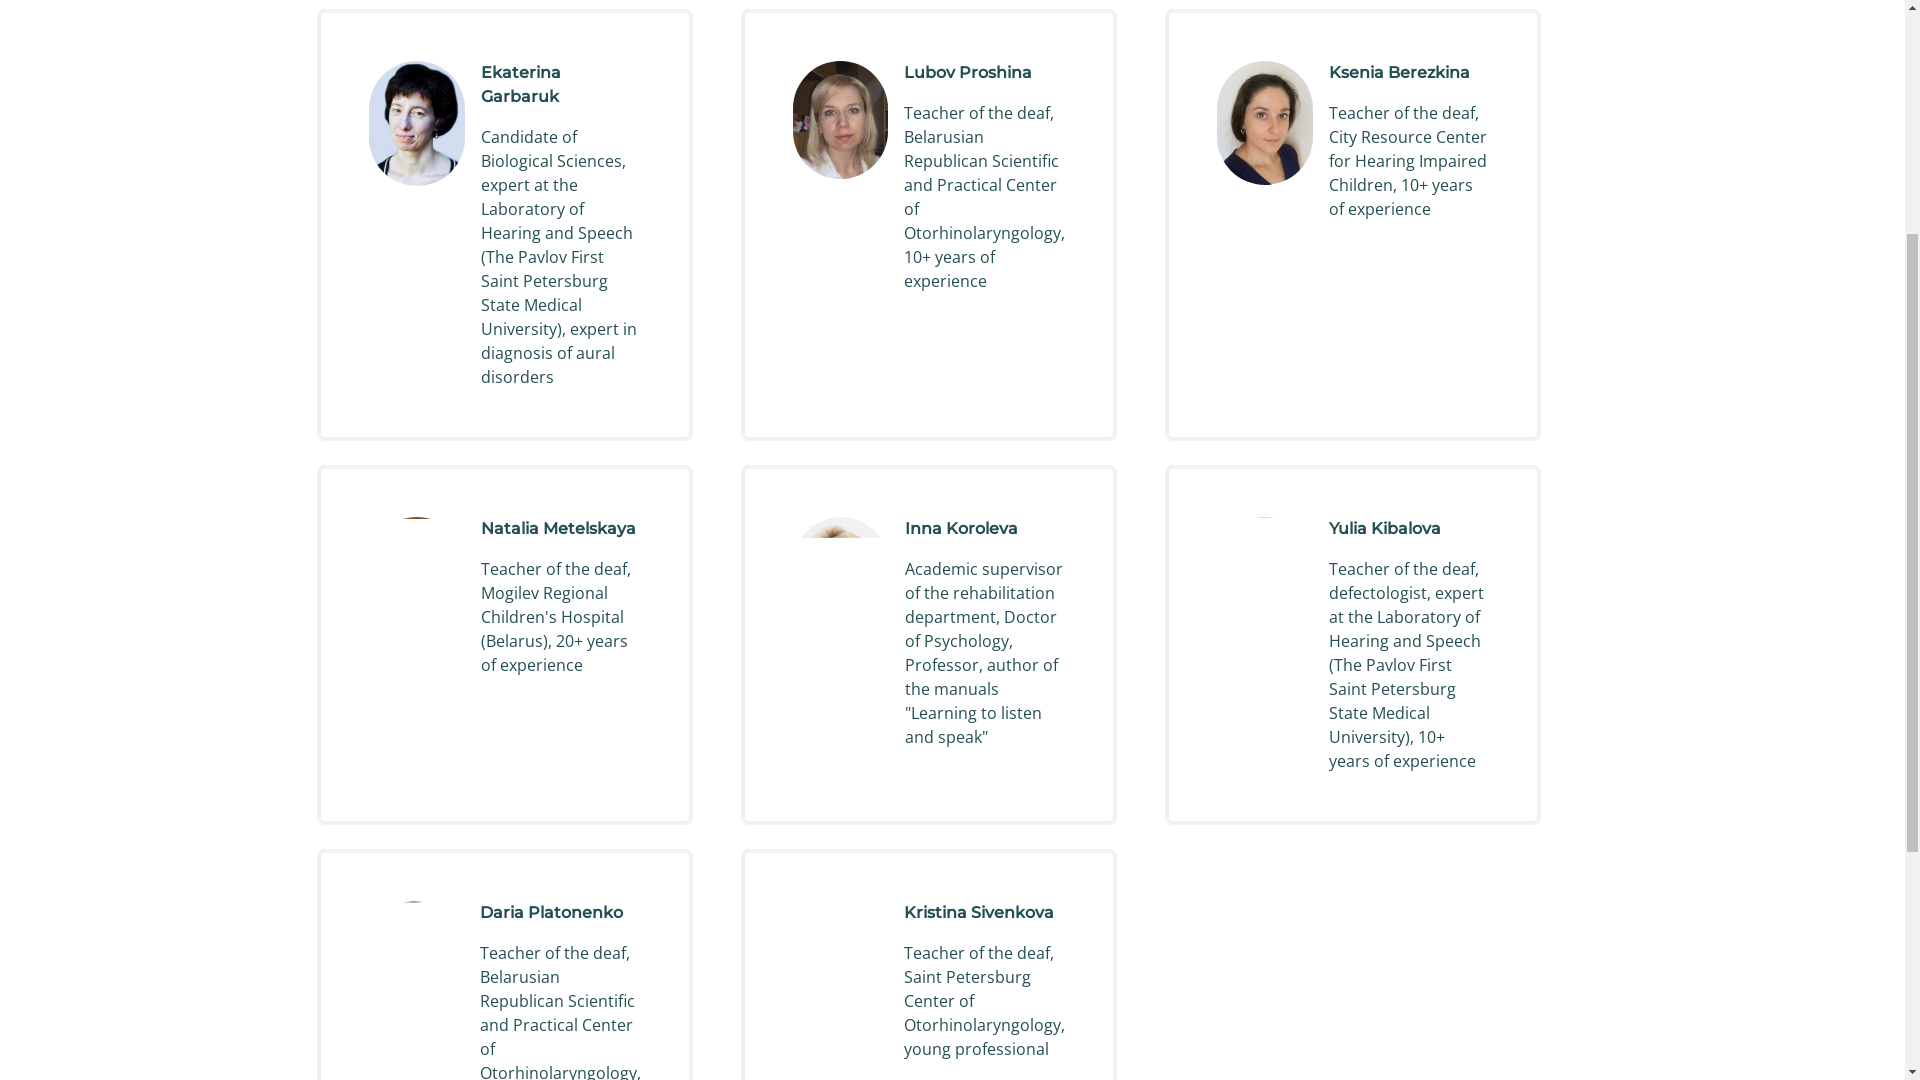 Ekaterina
Garbaruk
Candidate of
Biological Sciences,
expert at the
Laboratory of
Hearing and Speech
(The Pavlov First
Saint Petersburg
State Medical
University), expert in
diagnosis of aural
disorders
Lubov Proshina
Teacher of the deaf,
Belarusian
Republican Scientific
and Practical Center
of
Otorhinolaryngology,
10+ years of
experience
Ksenia Berezkina
Teacher of the deaf,
City Resource Center
for Hearing Impaired
Children, 10+ years
of experience
Natalia Metelskaya
Teacher of the deaf,
Mogilev Regional
Children's Hospital
(Belarus), 20+ years
of experience
Inna Koroleva
Academic supervisor
of the rehabilitation
department, Doctor
of Psychology,
Professor, author of
the manuals
"Learning to listen
and speak"
Yulia Kibalova
Teacher of the deaf,
defectologist, expert
at the Laboratory of
Hearing and Speech
(The Pavlov First
Saint Petersburg
State Medical
University), 10+
years of experience
Daria Platonenko
Teacher of the deaf,
Belarusian
Republican Scientific
and Practical Center
of
Otorhinolaryngology,
Kristina Sivenkova
Teacher of the deaf,
Saint Petersburg
Center of
Otorhinolaryngology,
young professional